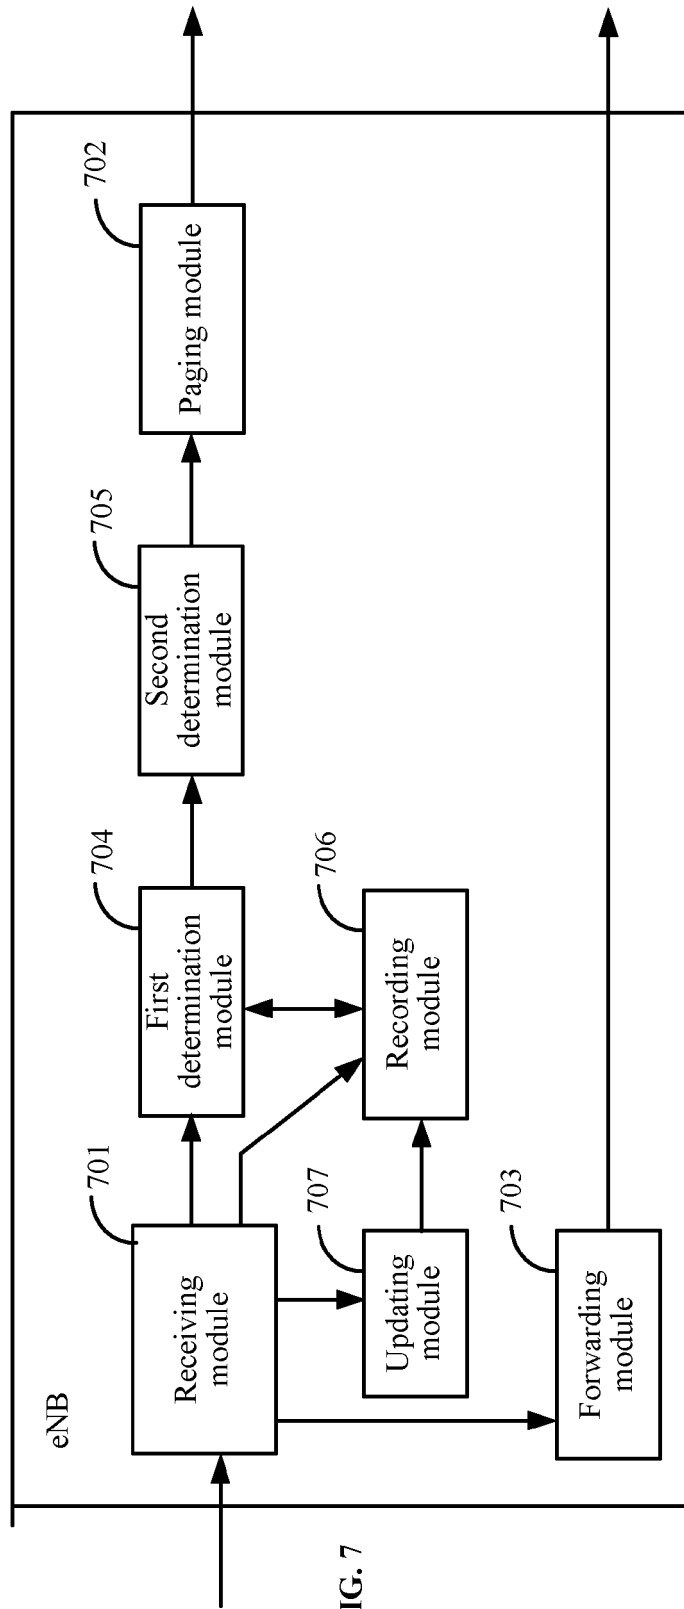 eNB
701
Receiving
module
704
First
determination
module
705
Second
determination
module
702
Paging module
707
Updating
module
706
Recording
module
703
Forwarding
module
IG. 7